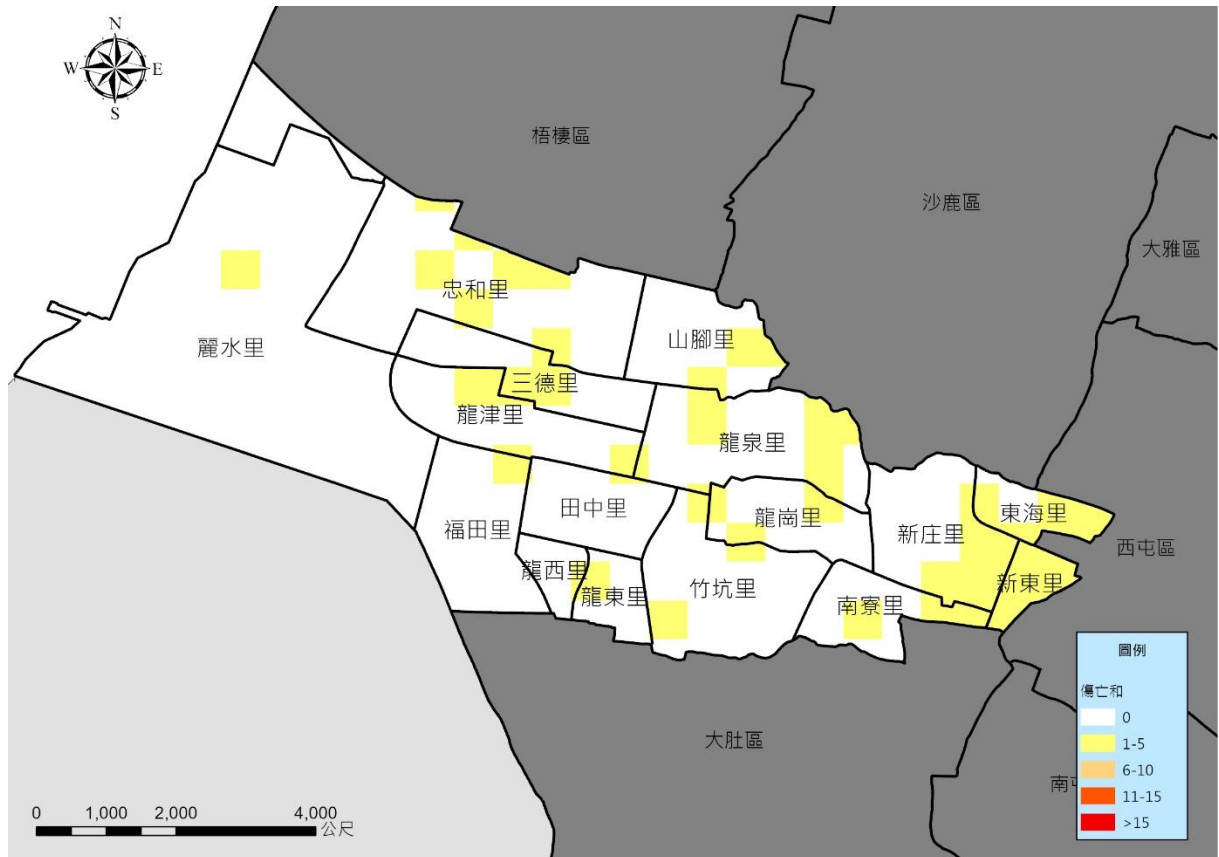 N
W E
S
梧棲區
沙鹿區
大雅區
忠和里
山腳里
麗水里
三德里
龍津里
龍泉里
田中里
龍崗里
東海里
福田里
新庄里
西屯區
龍西里
龍東里
竹坑里
新東里
南寮里
大肚區
南屯
圖例
傷亡和
0
1-5
6-10
11-15
>15
0 1,000 2,000 4,000
公尺